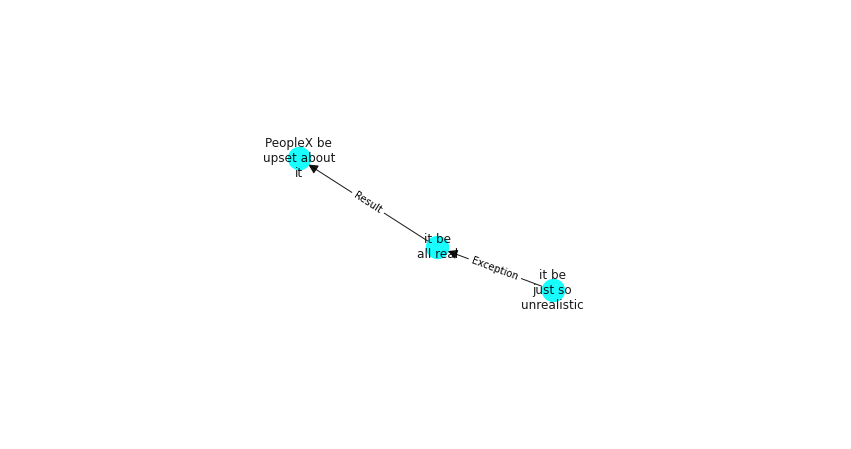 PeopleX be
upset about
it
Result
it be
all real
Exception
it be
just so
unrealistic